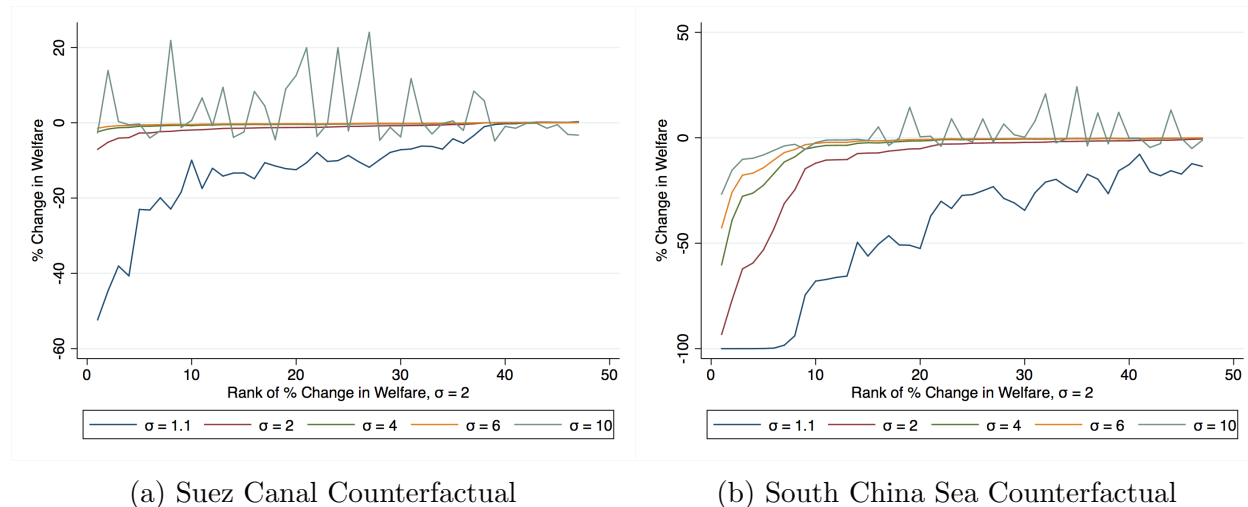 20
0
-20
-40
-60
% Change in Welfare
0 10 20 30 40 50
Rank of % Change in Welfare, σ = 2
σ = 1.1 σ = 2 σ = 4 σ = 6 σ = 10
(a) Suez Canal Counterfactual
50
0
-50
-100
% Change in Welfare
0 10 20 30 40 50
Rank of % Change in Welfare, σ = 2
σ = 1.1 σ = 2 σ = 4 σ = 6 σ = 10
(b) South China Sea Counterfactual